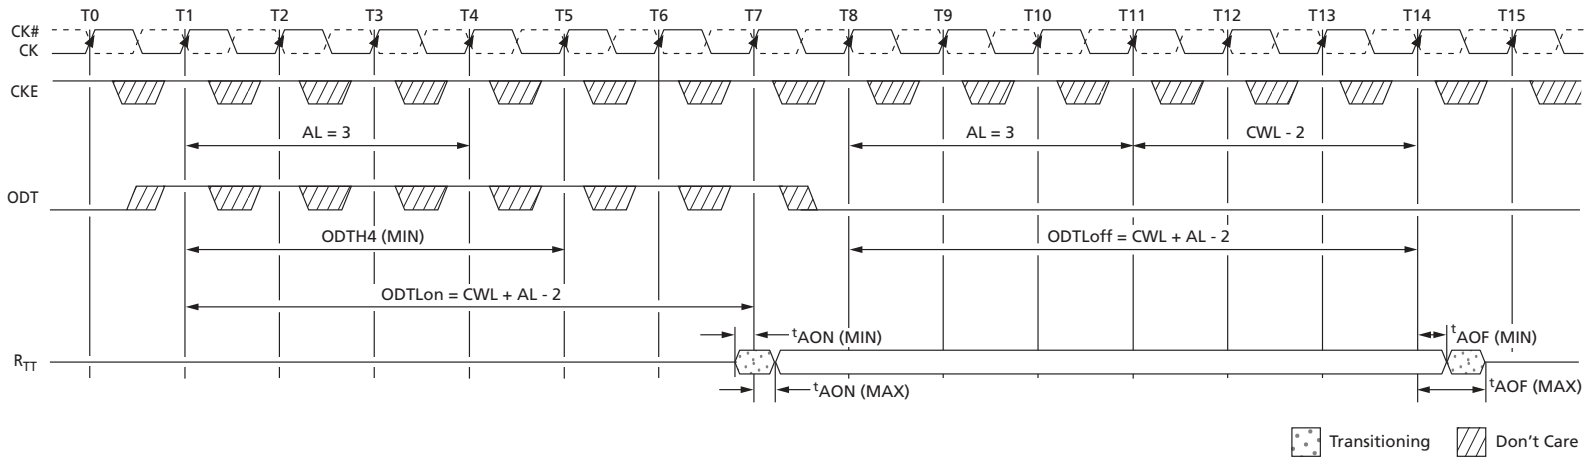 T0 T1 T2 T3 T4 T5 T6 T7 T8 T9 T10 T11 T12 T13 T14 T15
CK#
CK
CKE
AL = 3 AL = 3 CWL - 2
ODT
ODTH4 (MIN) ODTLoff = CWL + AL - 2
ODTLon = CWL + AL - 2
tAON (MIN) tAOF (MIN)
RTT
tAON (MAX) tAOF (MAX)
Transitioning Don't Care